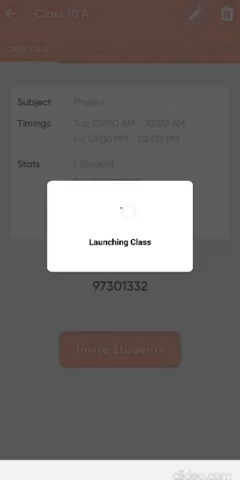 Class 10 A
OVERVIEW
Subject Physics
Timings Tue, 09:00 AM - 10:00 AM
Fri, 01:00 PM - 02:00 PM
Stats 1 Student
Launching Class
97301332
Invite Students
clideo.com